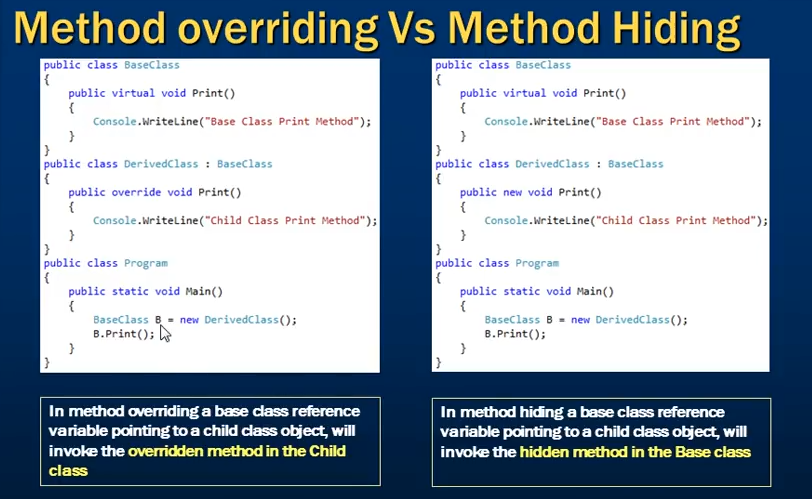 Method overriding Vs Method Hiding
public class BaseClass
{
public virtual void Print()
{
Console.WriteLine("Base Class Print Method");
}
}
public class DerivedClass : BaseClass
{
public override void Print()
{
Console.WriteLine("Child Class Print Method");
}
}
public class Program
{
public static void Main()
{
BaseClass B = new DerivedClass();
B.Print();
}
}
In method overriding a base class reference
variable pointing to a child class object, will
invoke the overridden method in the Child
class
public class BaseClass
{
public virtual void Print()
{
Console.WriteLine("Base Class Print Method");
}
}
public class DerivedClass : BaseClass
{
public new void Print()
{
Console.WriteLine("Child Class Print Method");
}
}
public class Program
{
public static void Main()
{
BaseClass B = new DerivedClass();
B.Print();
}
}
In method hiding a base class reference
variable pointing to a child class object, will
invoke the hidden method in the Base class